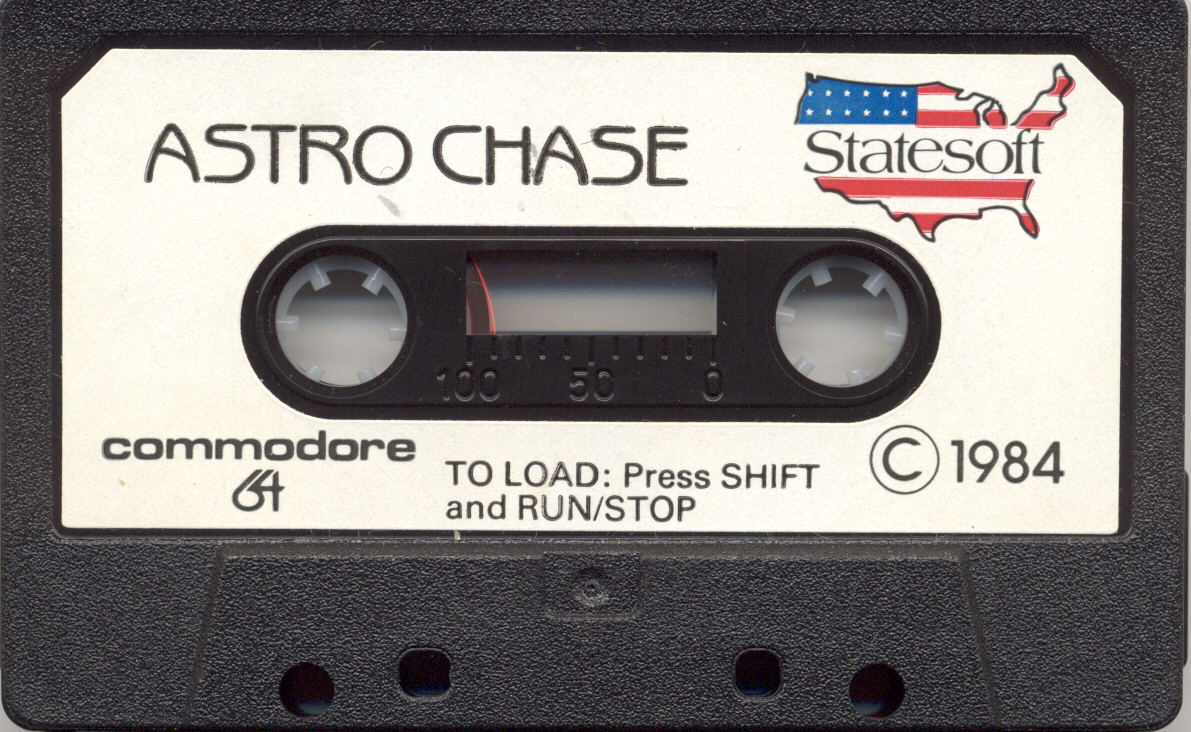 ASTRO CHASE
Statesoft
100 50 0
commodore
64
TO LOAD: Press SHIFT
and RUN/STOP
© 1984